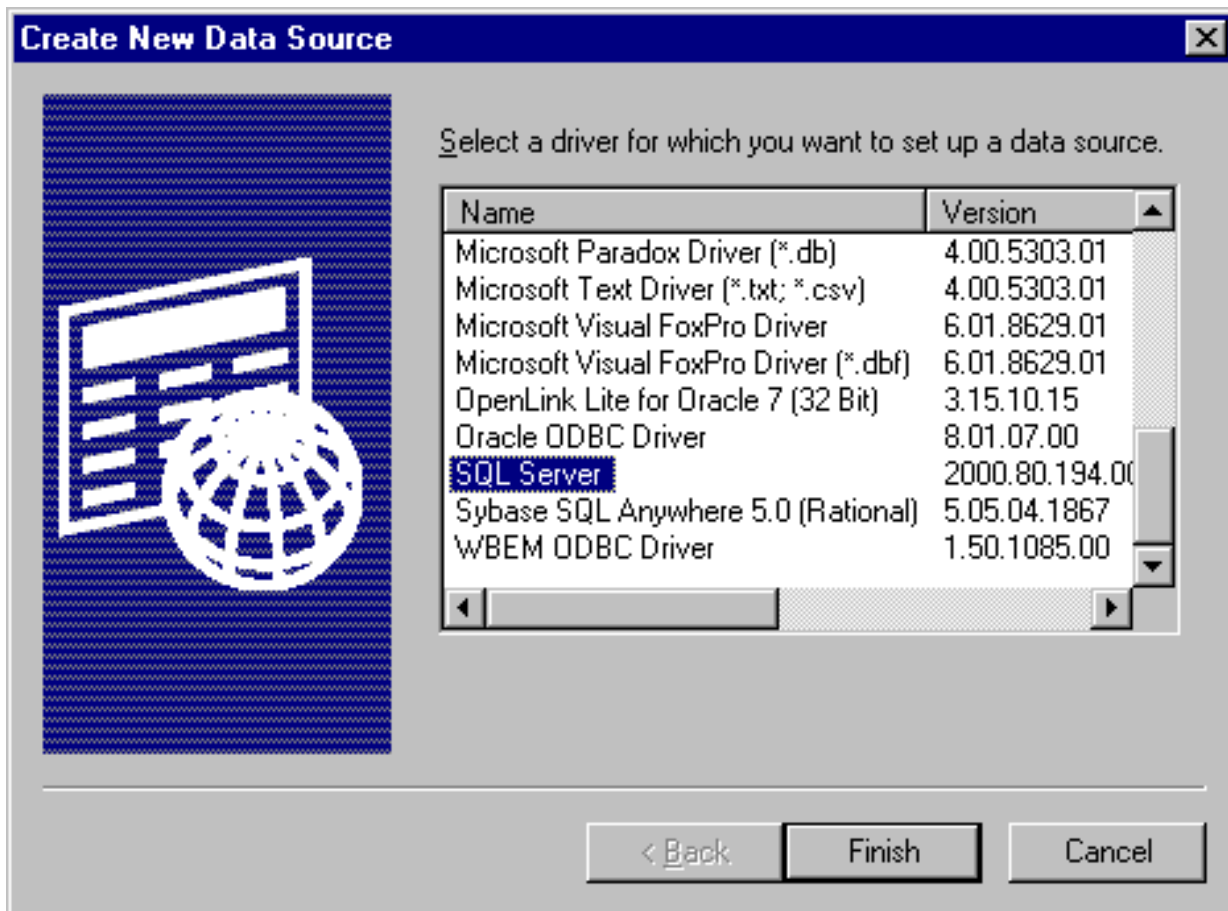 Create New Data Source
Select a driver for which you want to set up a data source.
Name Version
Microsoft Paradox Driver (*.db) 4.00.5303.01
Microsoft Text Driver (*.txt; *.csv) 4.00.5303.01
Microsoft Visual FoxPro Driver 6.01.8629.01
Microsoft Visual FoxPro Driver (*.dbf) 6.01.8629.01
OpenLink Lite for Oracle 7 (32 Bit) 3.15.10.15
Oracle ODBC Driver 8.01.07.00
SQL Server 2000.80.194.00
Sybase SQL Anywhere 5.0 (Rational) 5.05.04.1867
WBEM ODBC Driver 1.50.1085.00
< Back Finish Cancel